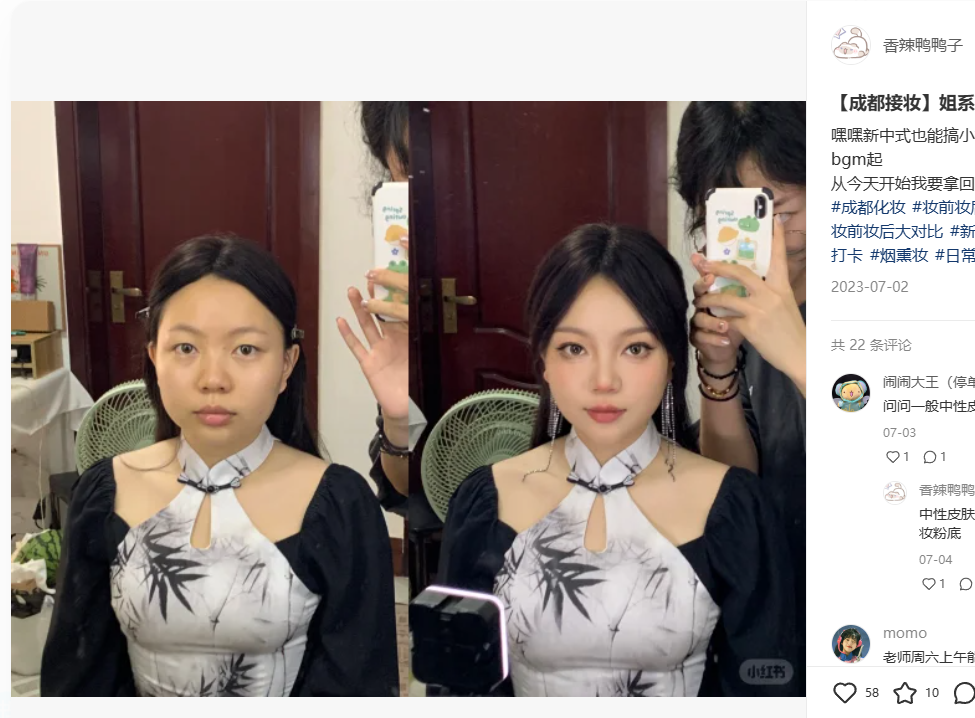 香辣鸭鸭子
【成都接妆】姐系
嘿嘿新中式也能搞小
bgm起
从今天开始我要拿回
#成都化妆 #妆前妆
妆前妆后大对比 #新
打卡 #烟熏妆 #日常
2023-07-02
共 22 条评论
闹闹大王（停单
问问一般中性皮
07-03
1 1
香辣鸭鸭
中性皮肤
妆粉底
07-04
1
momo
老师周六上午能
58 10
小红书